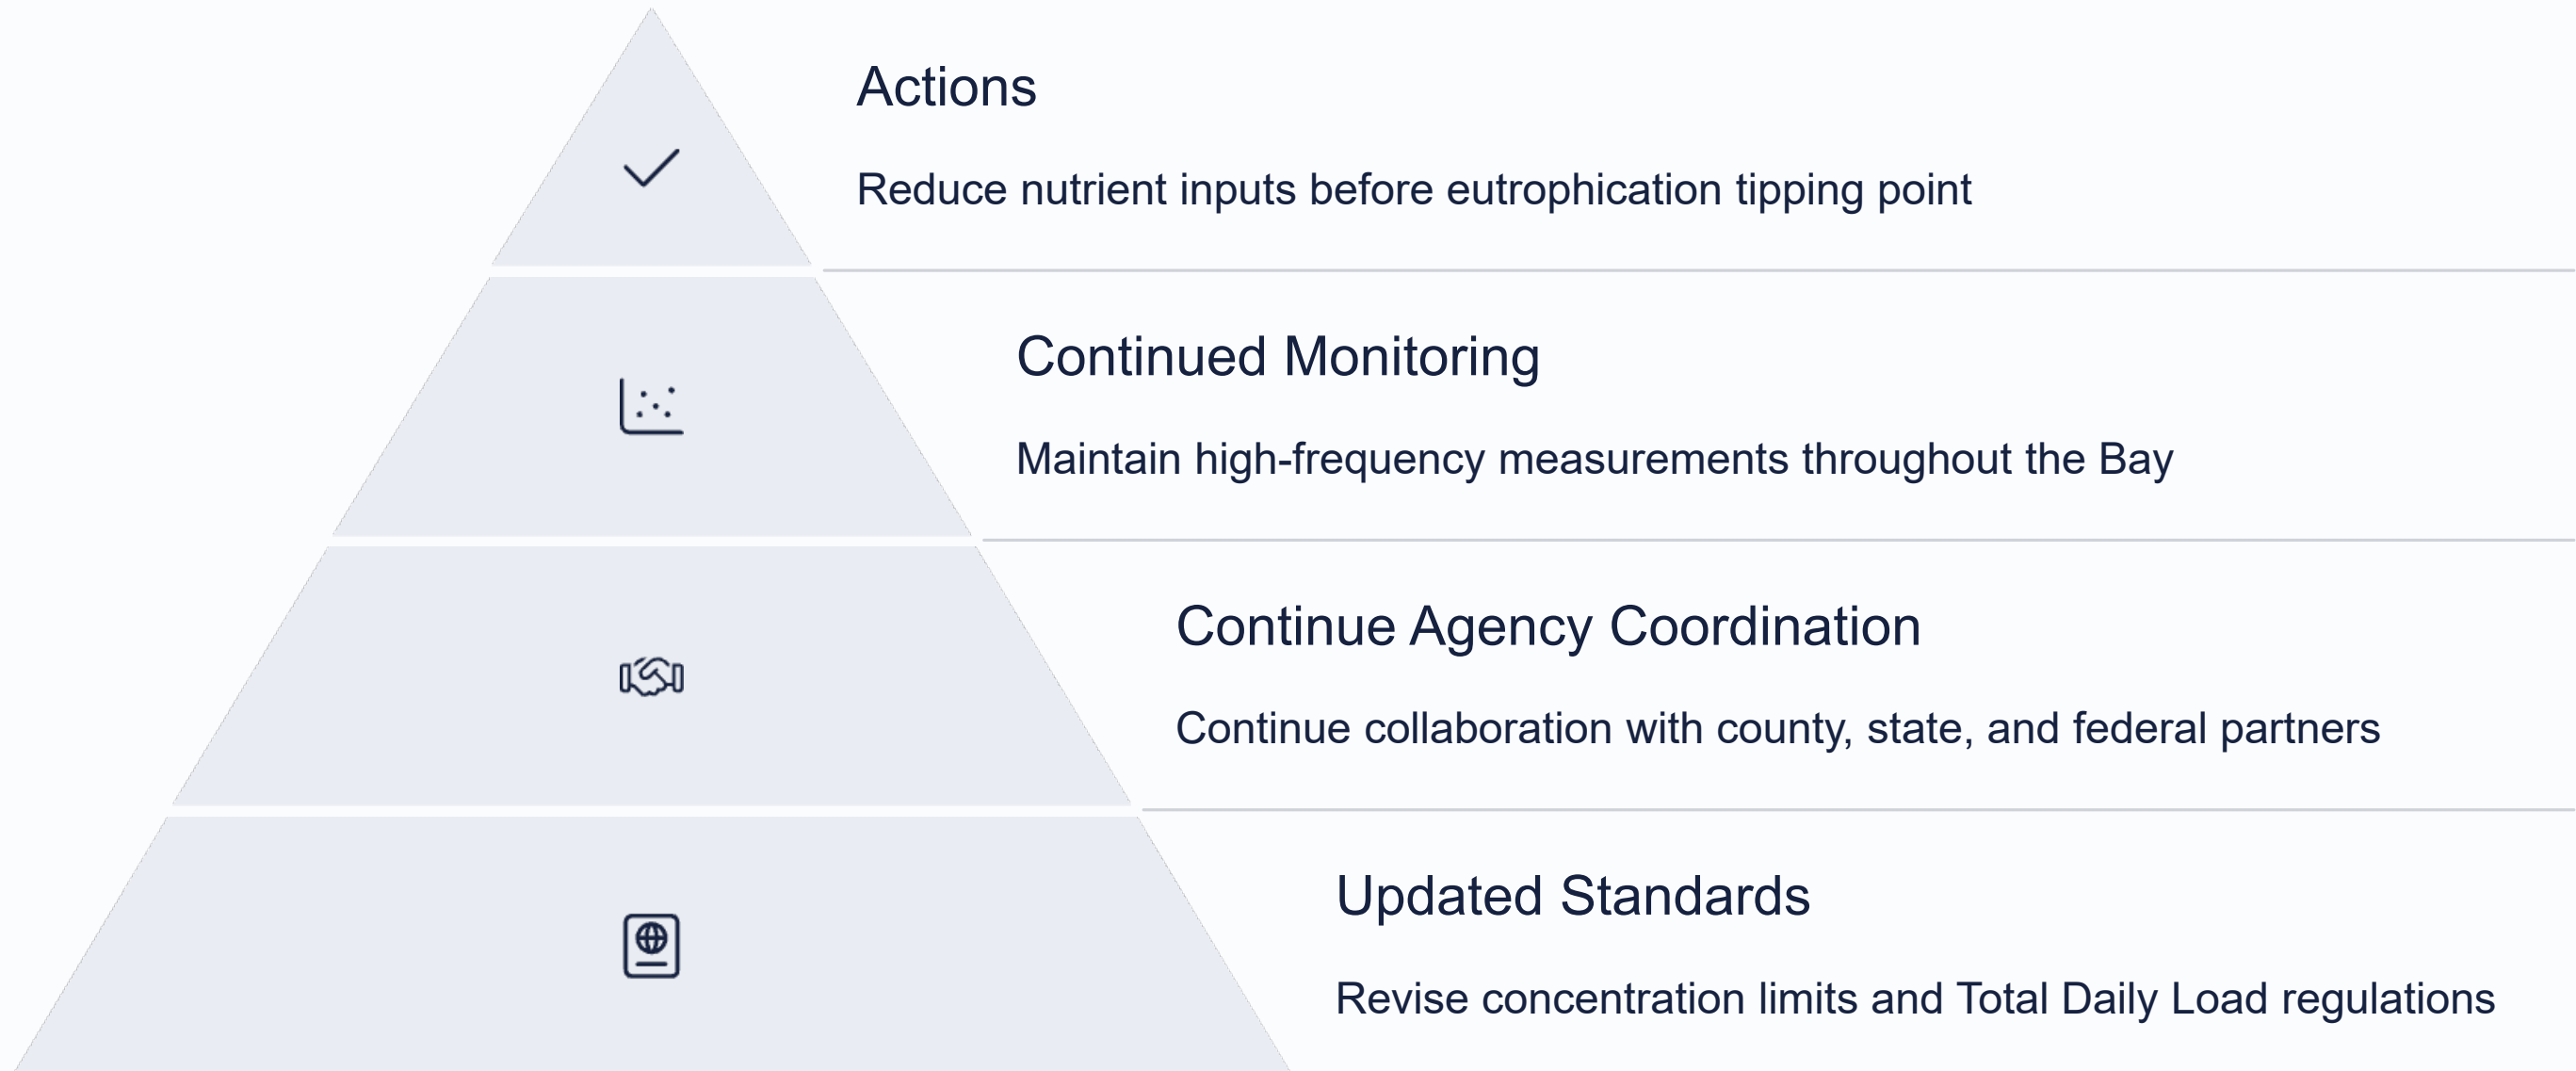 Actions
Reduce nutrient inputs before eutrophication tipping point
Continued Monitoring
Maintain high-frequency measurements throughout the Bay
Continue Agency Coordination
Continue collaboration with county, state, and federal partners
Updated Standards
Revise concentration limits and Total Daily Load regulations